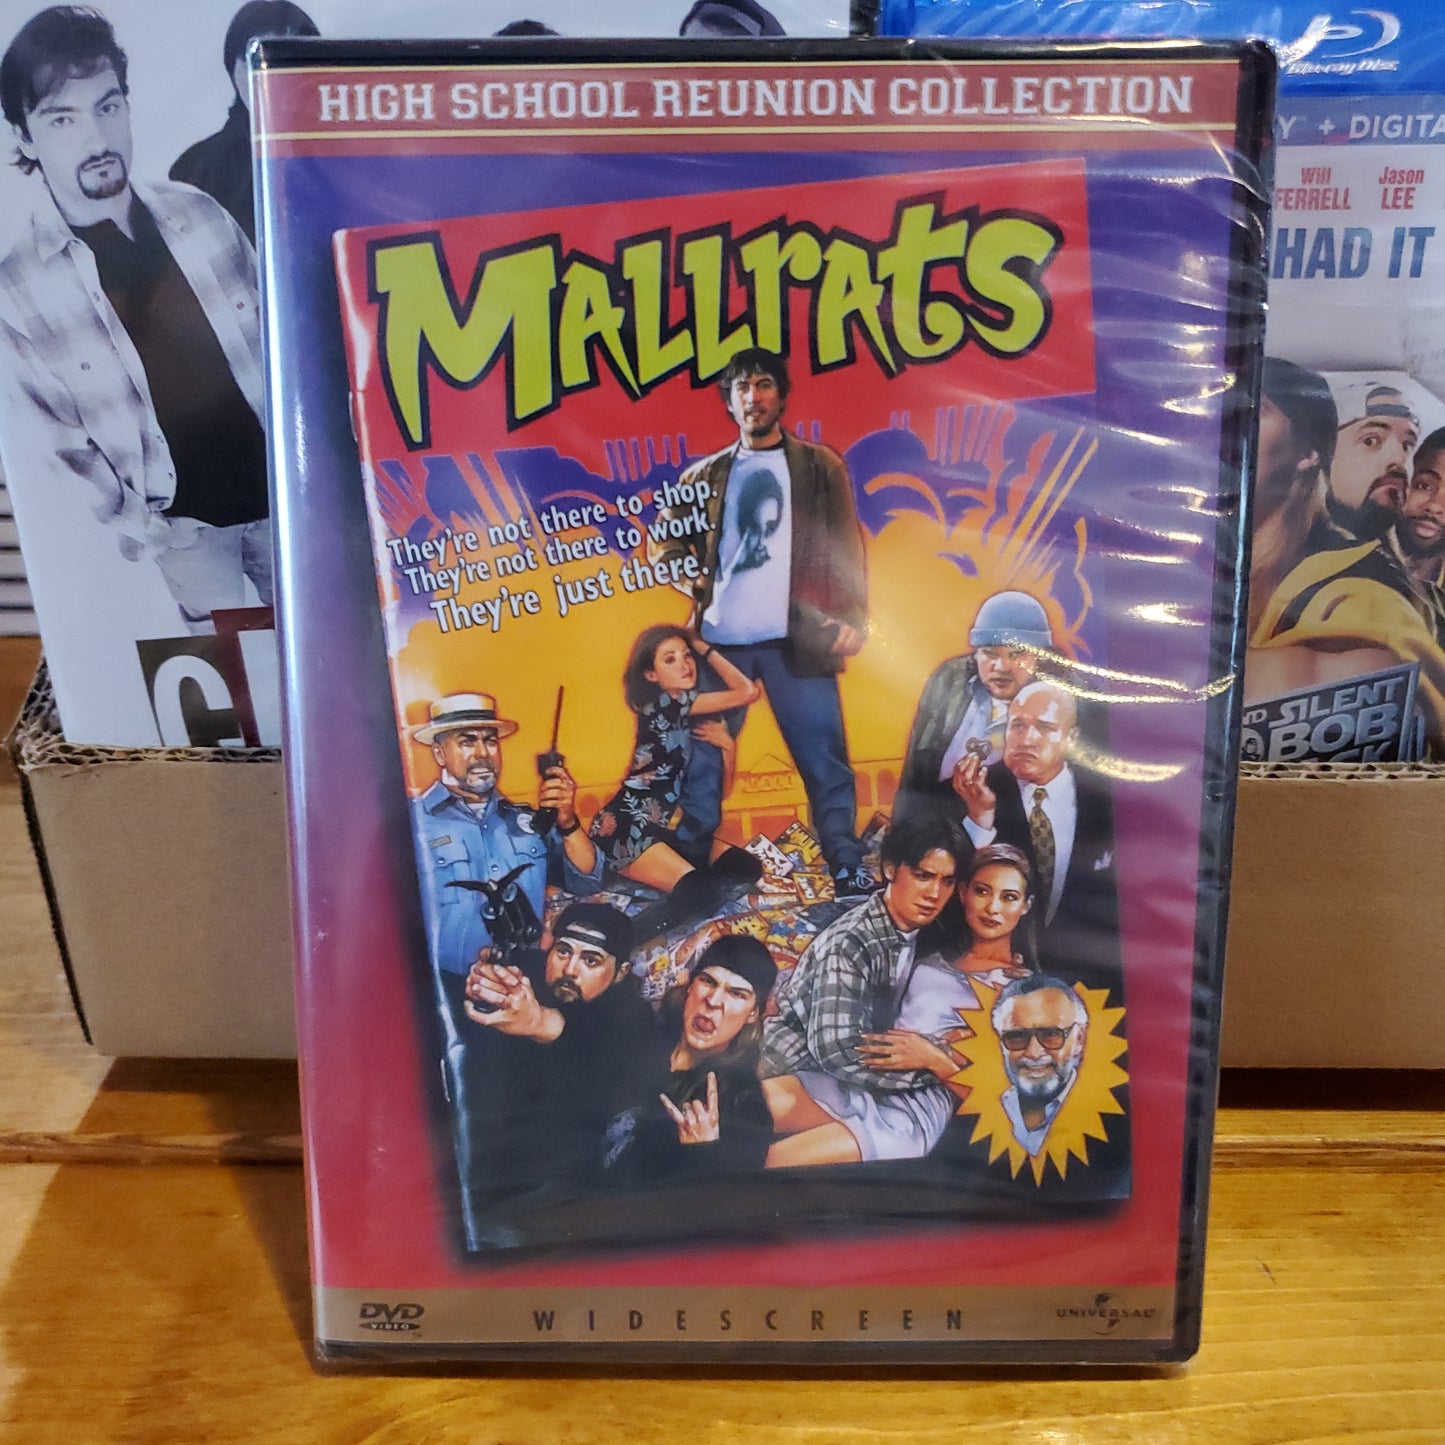 HIGH SCHOOL REUNION COLLECTION
Blu-ray Disc
+ DIGITA
Will
FERRELL
Jason
LEE
HAD IT
MALLrATS
They're not there to shop.
They're not there to work.
They're just there.
SILENT
BOB
C
DVD
VIDEO
WIDESCREEN
UNIVERSAL